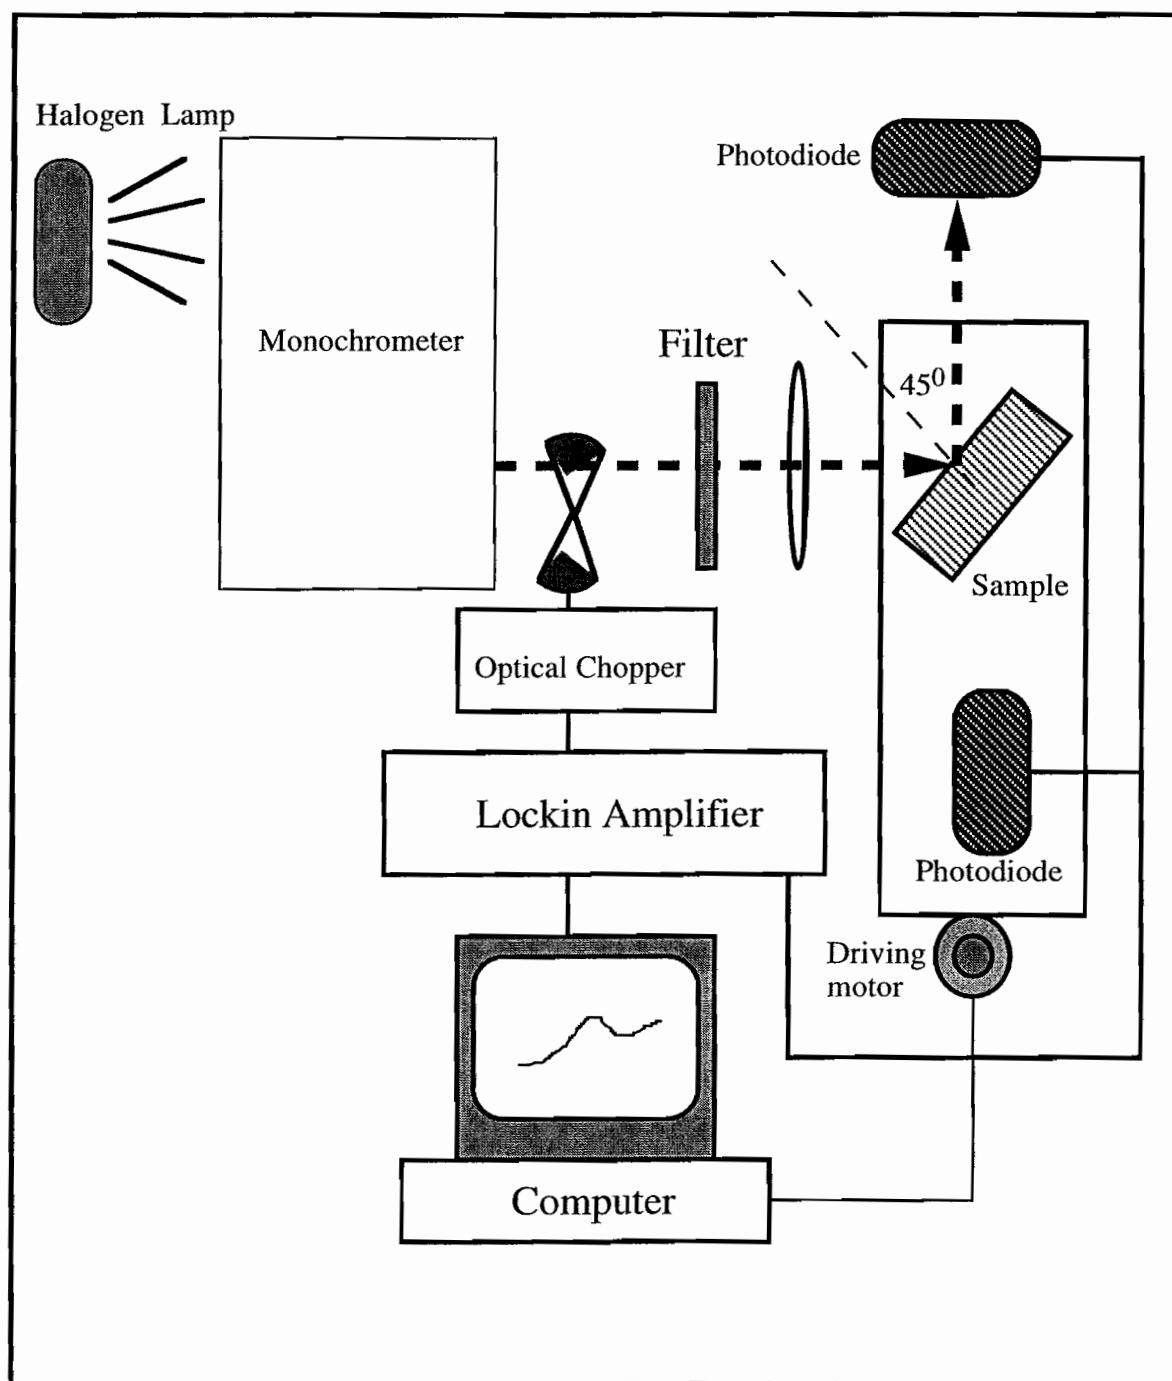 Halogen Lamp
Photodiode
Monochrometer
Filter
45⁰
Sample
Optical Chopper
Lockin Amplifier
Photodiode
Driving
motor
Computer